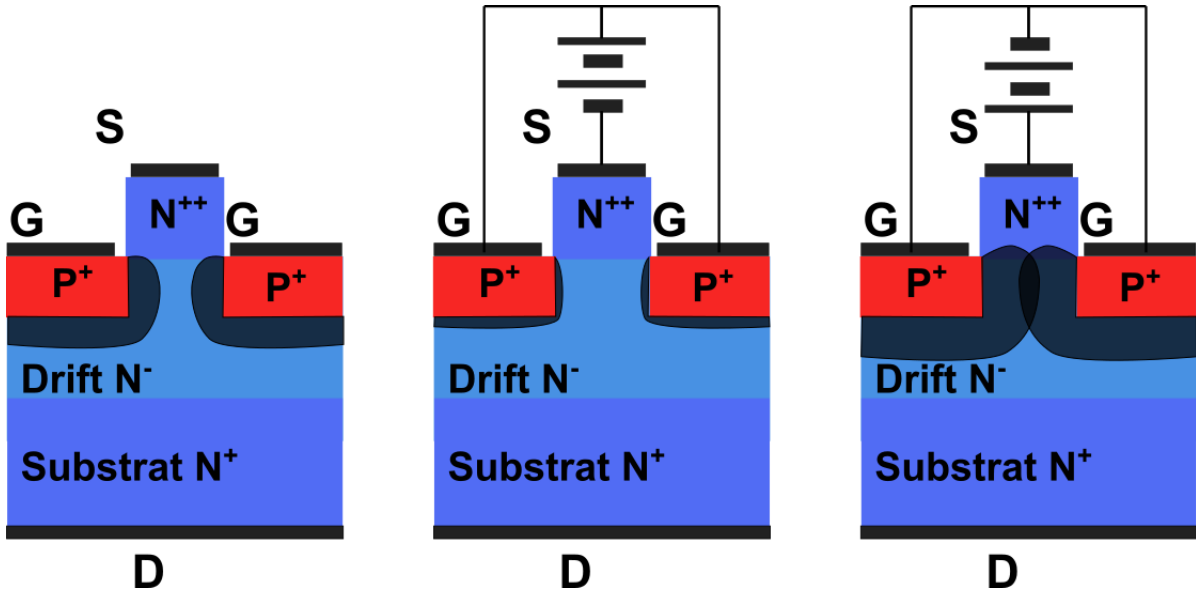 S
G
N++
G
P+
P+
Drift N-
Substrat N+
D
S
G
N++
G
P+
P+
Drift N-
Substrat N+
D
S
G
N++
G
P+
P+
Drift N-
Substrat N+
D